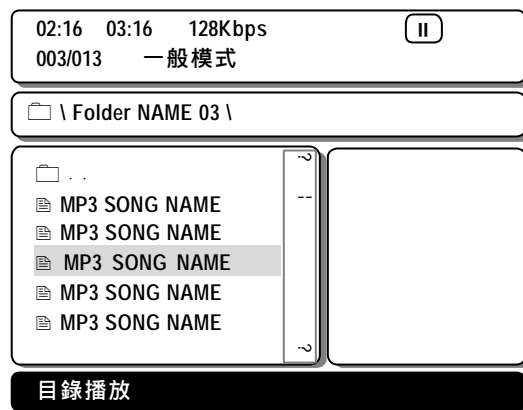 02:16 03:16 128Kbps II
003/013 一般模式
\ Folder NAME 03 \
. .
MP3 SONG NAME
MP3 SONG NAME
MP3 SONG NAME
MP3 SONG NAME
MP3 SONG NAME
目錄播放